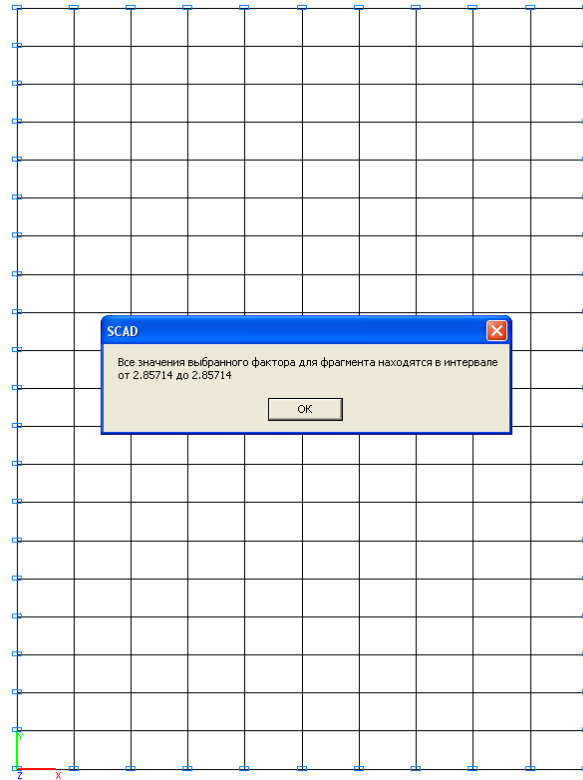 SCAD
Все значения выбранного фактора для фрагмента находятся в интервале
от 2.85714 до 2.85714
OK
Y
Z X